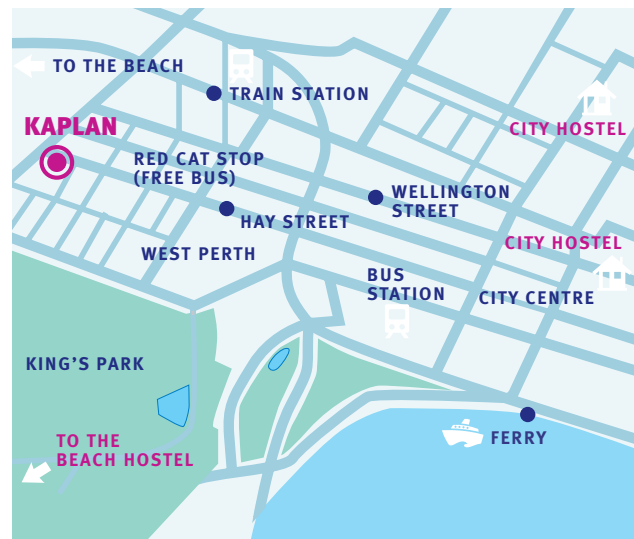 TO THE BEACH
TRAIN STATION
KAPLAN
CITY HOSTEL
RED CAT STOP
(FREE BUS)
WELLINGTON
STREET
HAY STREET
CITY HOSTEL
WEST PERTH
BUS
STATION
CITY CENTRE
KING'S PARK
TO THE
BEACH HOSTEL
FERRY